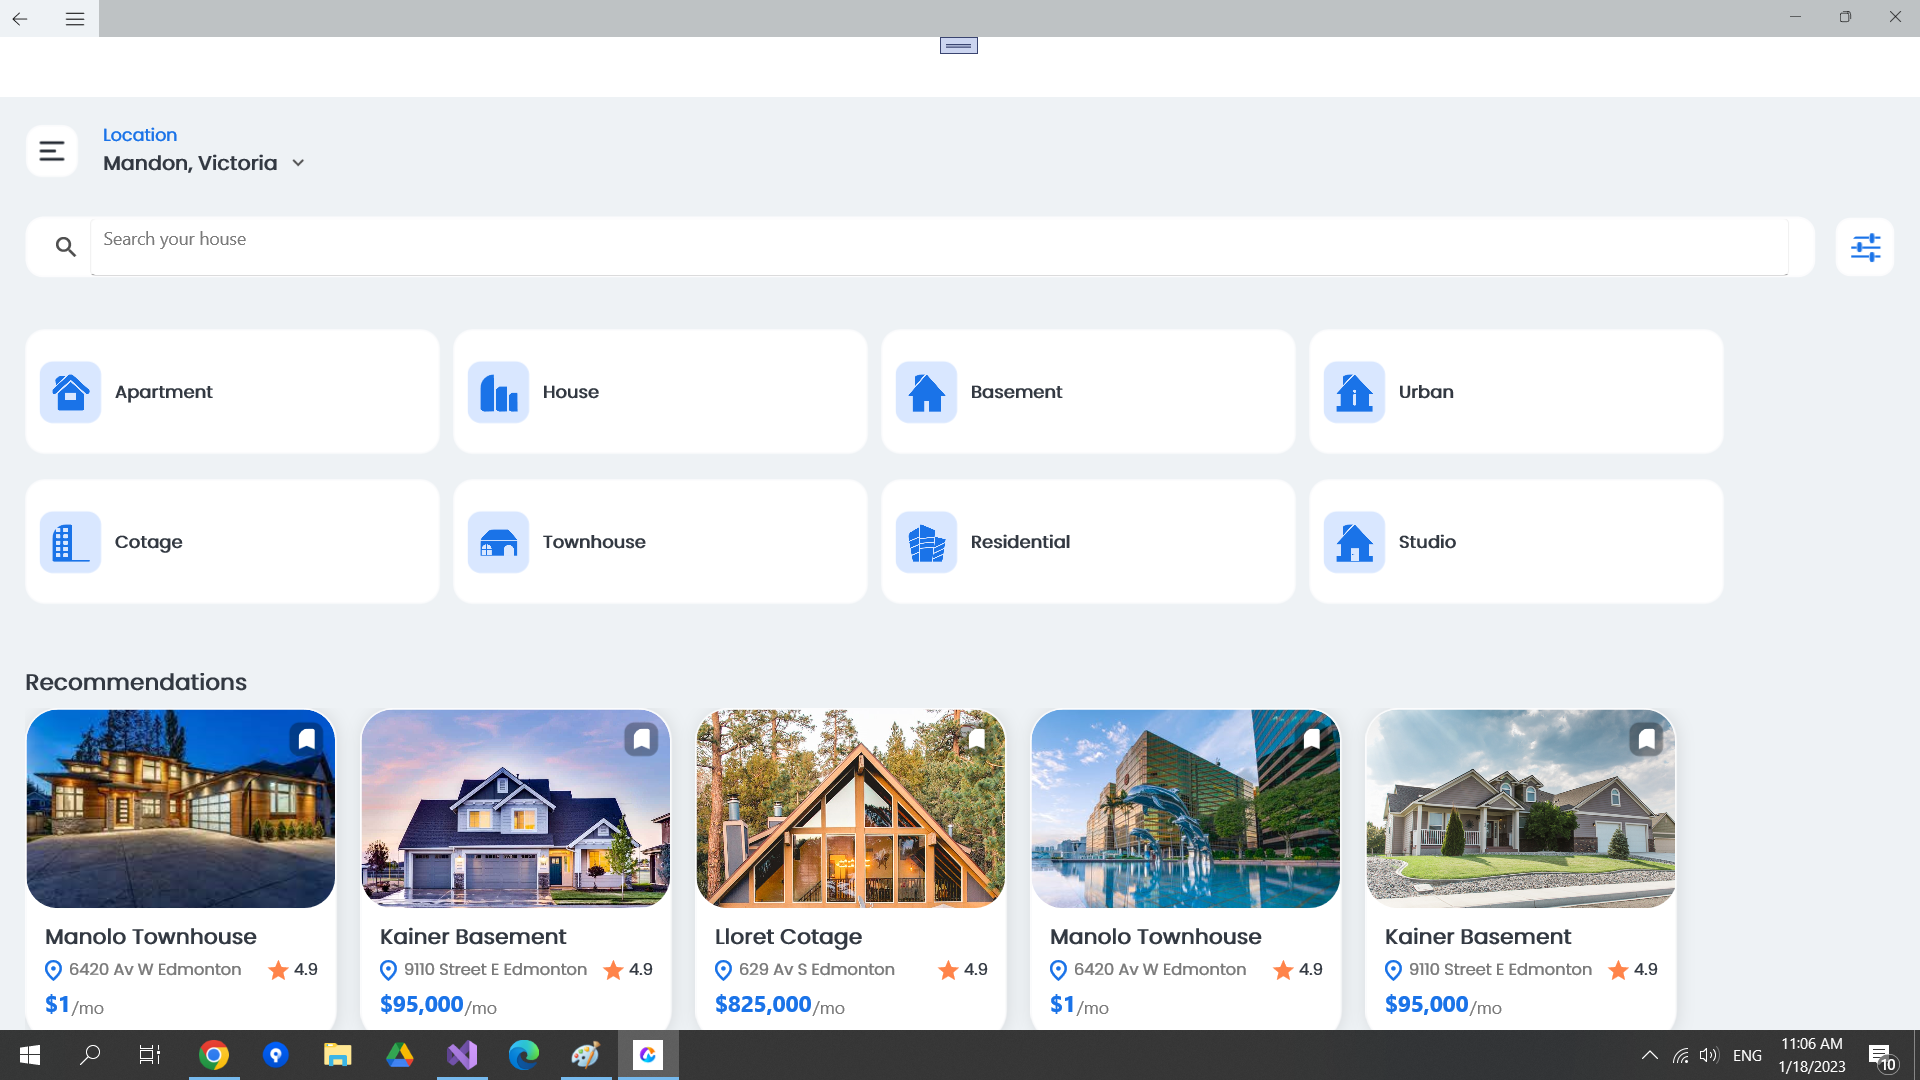 Location
Mandon, Victoria
Search your house
Apartment
House
Basement
Urban
Cotage
Townhouse
Residential
Studio
Recommendations
Manolo Townhouse
6420 Av W Edmonton 4.9
$1/mo
Kainer Basement
9110 Street E Edmonton 4.9
$95,000/mo
Lloret Cotage
629 Av S Edmonton 4.9
$825,000/mo
Manolo Townhouse
6420 Av W Edmonton 4.9
$1/mo
Kainer Basement
9110 Street E Edmonton 4.9
$95,000/mo
ENG
11:06 AM
1/18/2023
10